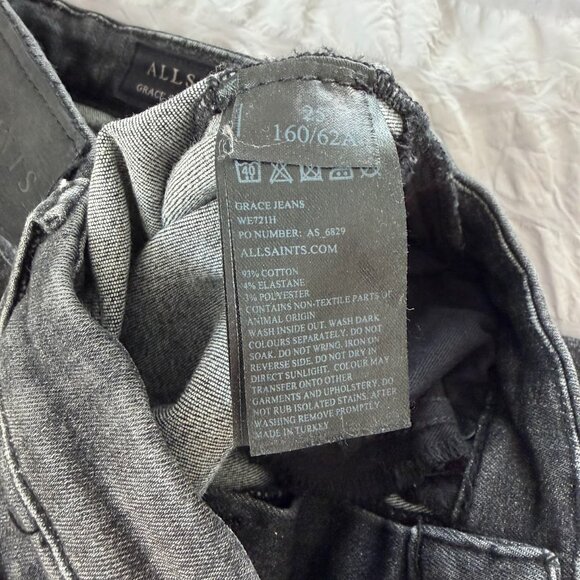 ALLS
GRACE
IS
25
160/62A
40
GRACE JEANS
WE721H
PO NUMBER: AS_6829
ALLSAINTS.COM
93% COTTON
4% ELASTANE
3% POLYESTER
CONTAINS NON-TEXTILE PARTS OF
ANIMAL ORIGIN
WASH INSIDE OUT. WASH DARK
COLOURS SEPARATELY. DO NOT
SOAK. DO NOT WRING. IRON ON
REVERSE SIDE. DO NOT DRY IN
DIRECT SUNLIGHT. COLOUR MAY
TRANSFER ONTO OTHER
GARMENTS AND UPHOLSTERY. DO
NOT RUB ISOLATED STAINS. AFTER
WASHING REMOVE PROMPTLY
MADE IN TURKEY